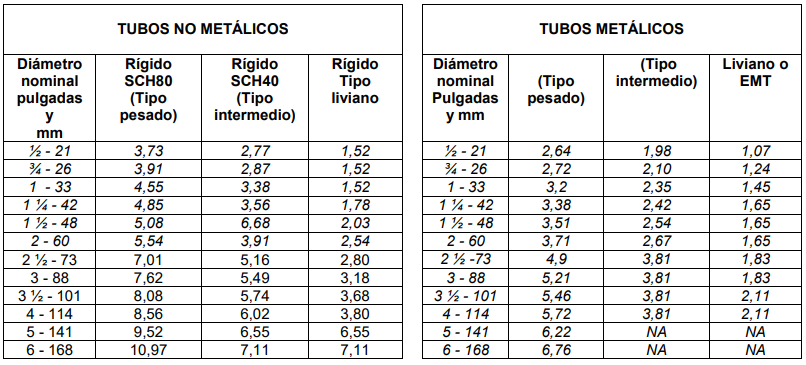 TUBOS NO METÁLICOS
Diámetro nominal pulgadas y mm | Rígido SCH80 (Tipo pesado) | Rígido SCH40 (Tipo intermedio) | Rígido Tipo liviano
½ - 21 | 3,73 | 2,77 | 1,52
¾ - 26 | 3,91 | 2,87 | 1,52
1 - 33 | 4,55 | 3,38 | 1,52
1 ¼ - 42 | 4,85 | 3,56 | 1,78
1 ½ - 48 | 5,08 | 6,68 | 2,03
2 - 60 | 5,54 | 3,91 | 2,54
2 ½ - 73 | 7,01 | 5,16 | 2,80
3 - 88 | 7,62 | 5,49 | 3,18
3 ½ - 101 | 8,08 | 5,74 | 3,68
4 - 114 | 8,56 | 6,02 | 3,80
5 - 141 | 9,52 | 6,55 | 6,55
6 - 168 | 10,97 | 7,11 | 7,11
TUBOS METÁLICOS
Diámetro nominal Pulgadas y mm | (Tipo pesado) | (Tipo intermedio) | Liviano o EMT
½ - 21 | 2,64 | 1,98 | 1,07
¾ - 26 | 2,72 | 2,10 | 1,24
1 - 33 | 3,2 | 2,35 | 1,45
1 ¼ - 42 | 3,38 | 2,42 | 1,65
1 ½ - 48 | 3,51 | 2,54 | 1,65
2 - 60 | 3,71 | 2,67 | 1,65
2 ½ -73 | 4,9 | 3,81 | 1,83
3 - 88 | 5,21 | 3,81 | 1,83
3 ½ - 101 | 5,46 | 3,81 | 2,11
4 - 114 | 5,72 | 3,81 | 2,11
5 - 141 | 6,22 | NA | NA
6 - 168 | 6,76 | NA | NA